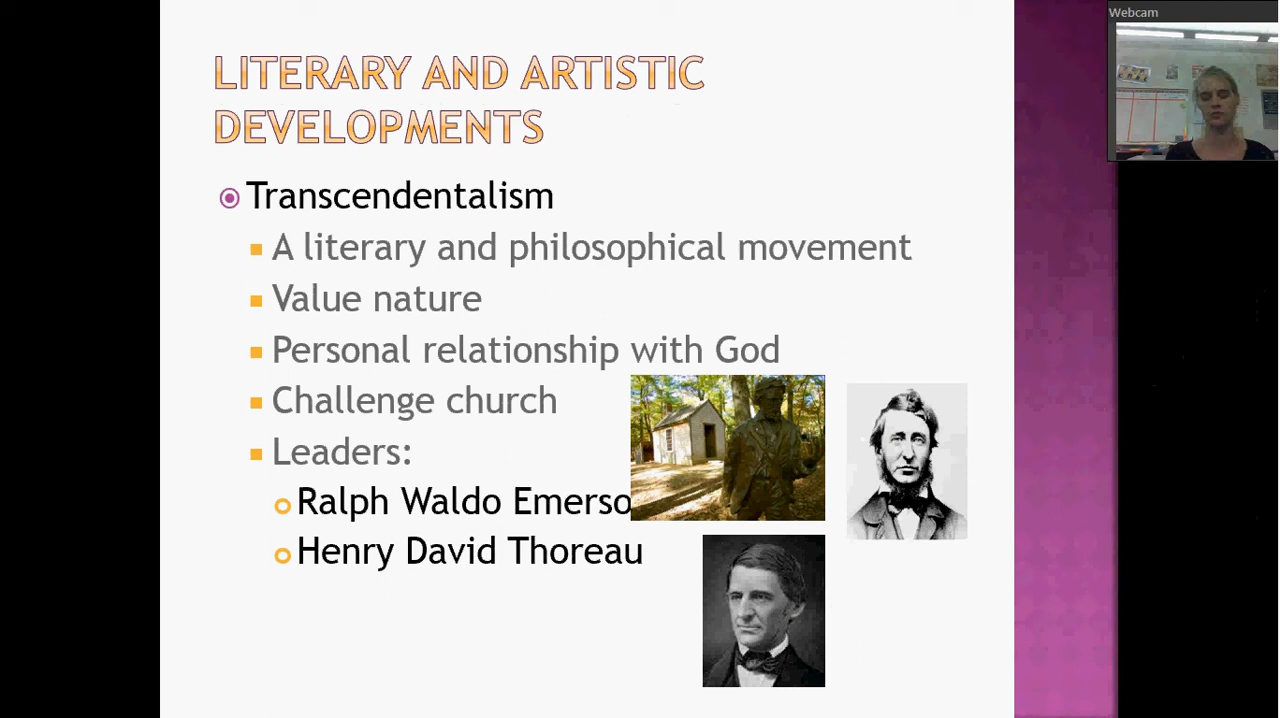 Webcam
LITERARY AND ARTISTIC
DEVELOPMENTS
Transcendentalism
A literary and philosophical movement
Value nature
Personal relationship with God
Challenge church
Leaders:
Ralph Waldo Emerso
Henry David Thoreau